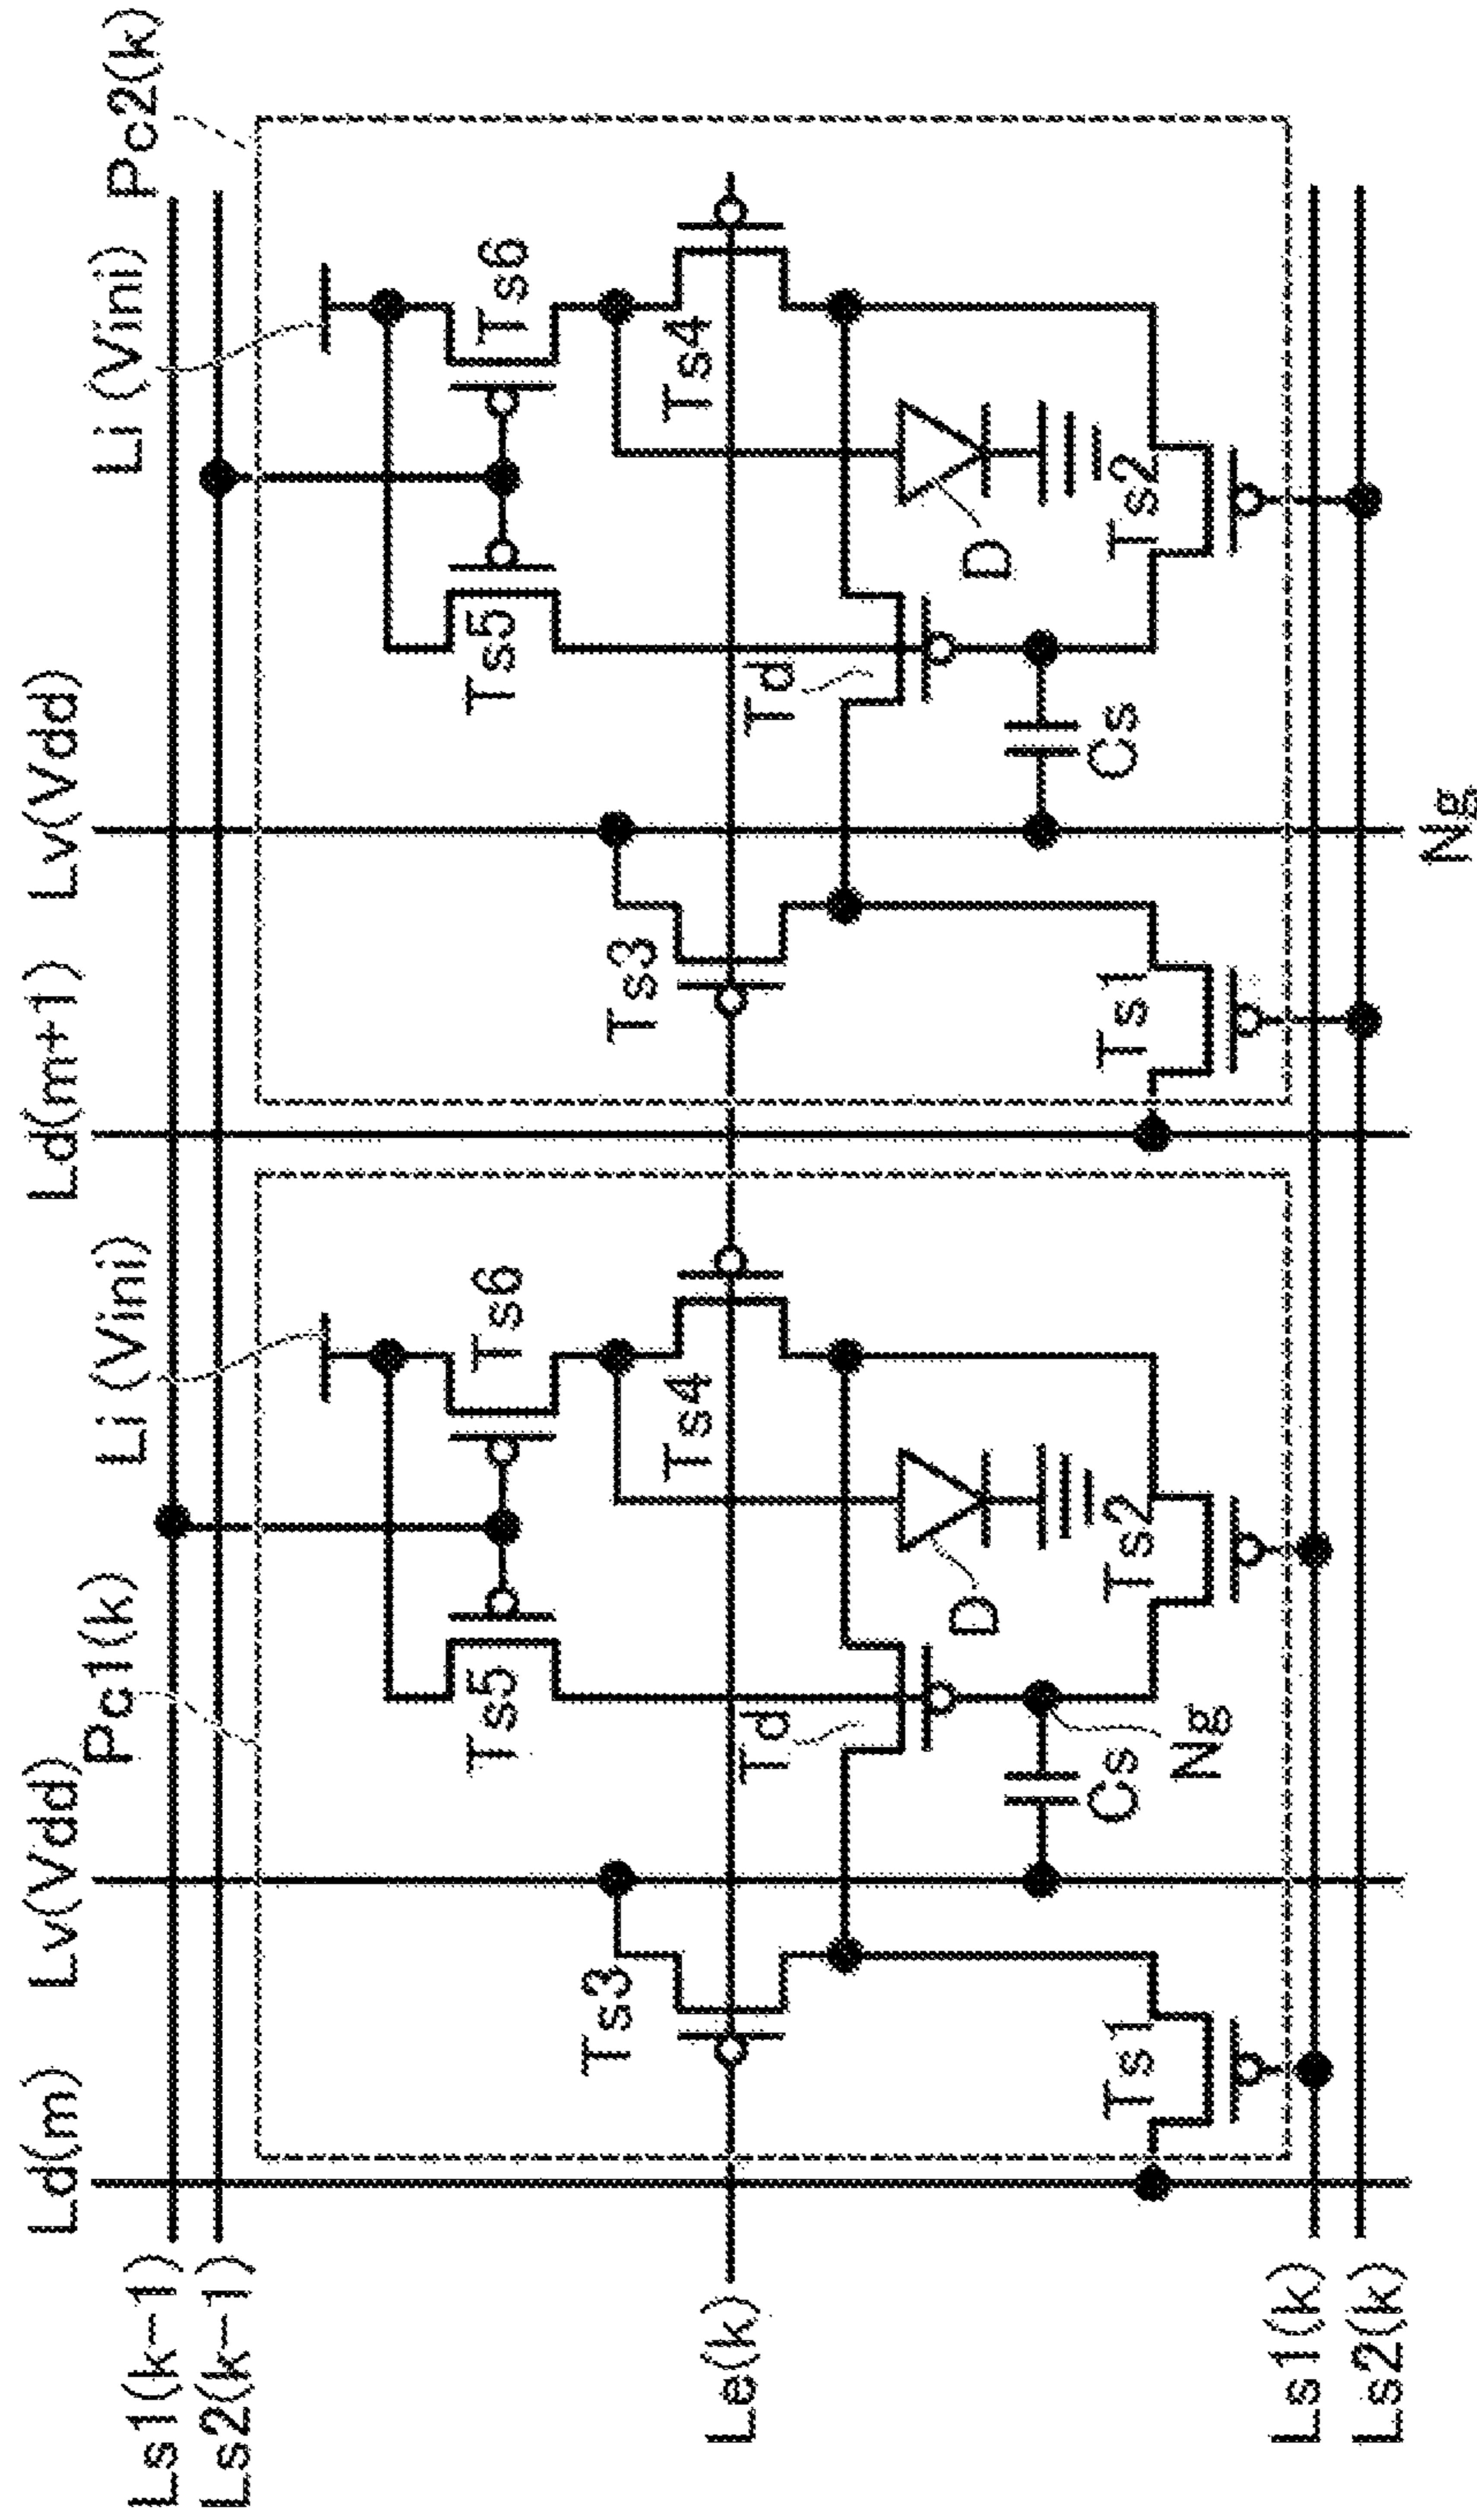 Ld(m)
Lv(Vdd)
Pc1(k)
Li(Vini)
Ld(m+1)
Lv(Vdd)
Li(Vini)
Pc2(k)
Ls1(k-1)
Ls2(k-1)
Ts5
Ts6
Ts5
Ts6
Ts3
Ts4
Ts3
Ts4
Le(k)
Td
Td
D
D
Cs
Cs
Ts1
Ng
Ts2
Ts1
Ts2
Ls1(k)
Ls2(k)
Ng